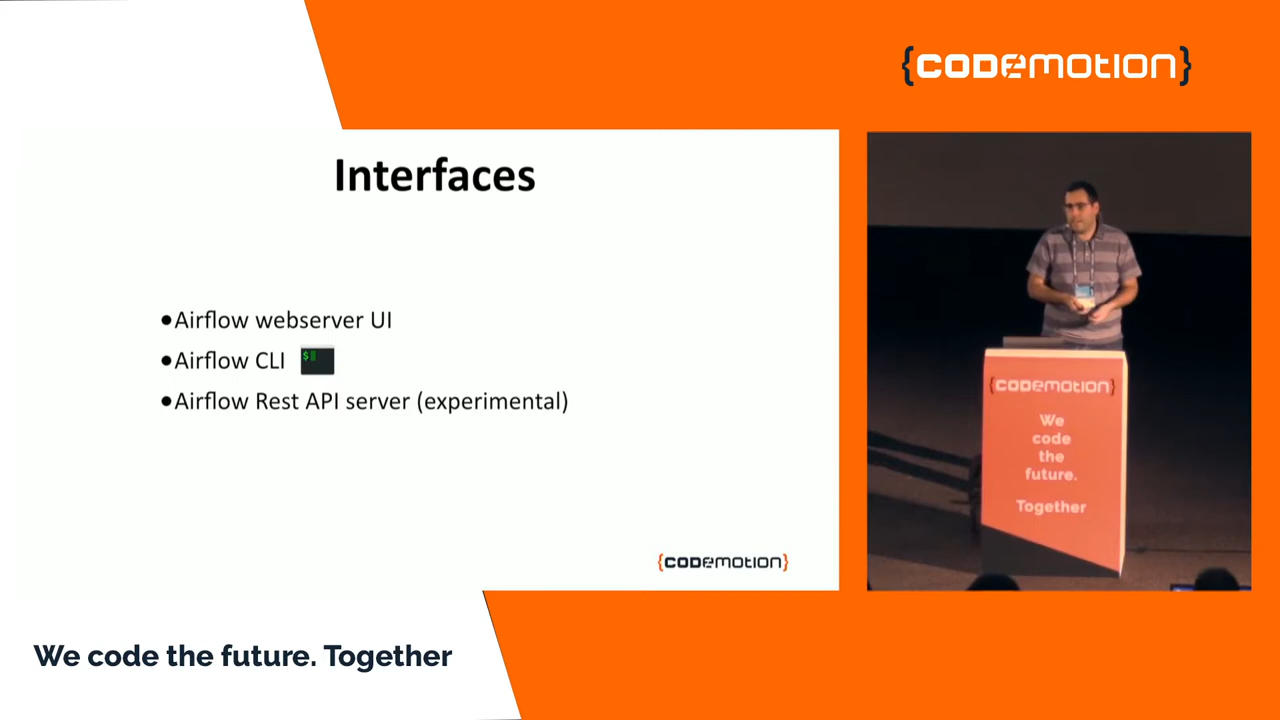 {CODEMOTION}
Interfaces
•Airflow webserver UI
•Airflow CLI
$
•Airflow Rest API server (experimental)
{CODEMOTION}
{CODEMOTION}
We
code
the
future.
Together
We code the future. Together